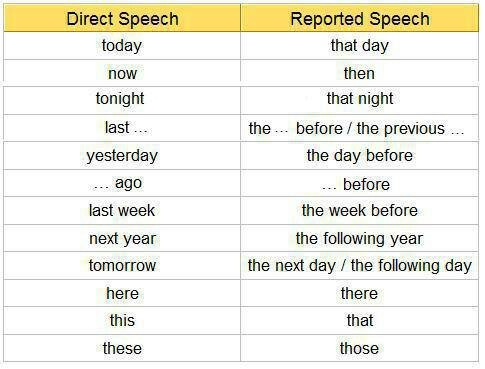 Direct Speech Reported Speech
today that day
now then
tonight that night
last ... the ... before / the previous ...
yesterday the day before
... ago ... before
last week the week before
next year the following year
tomorrow the next day / the following day
here there
this that
these those